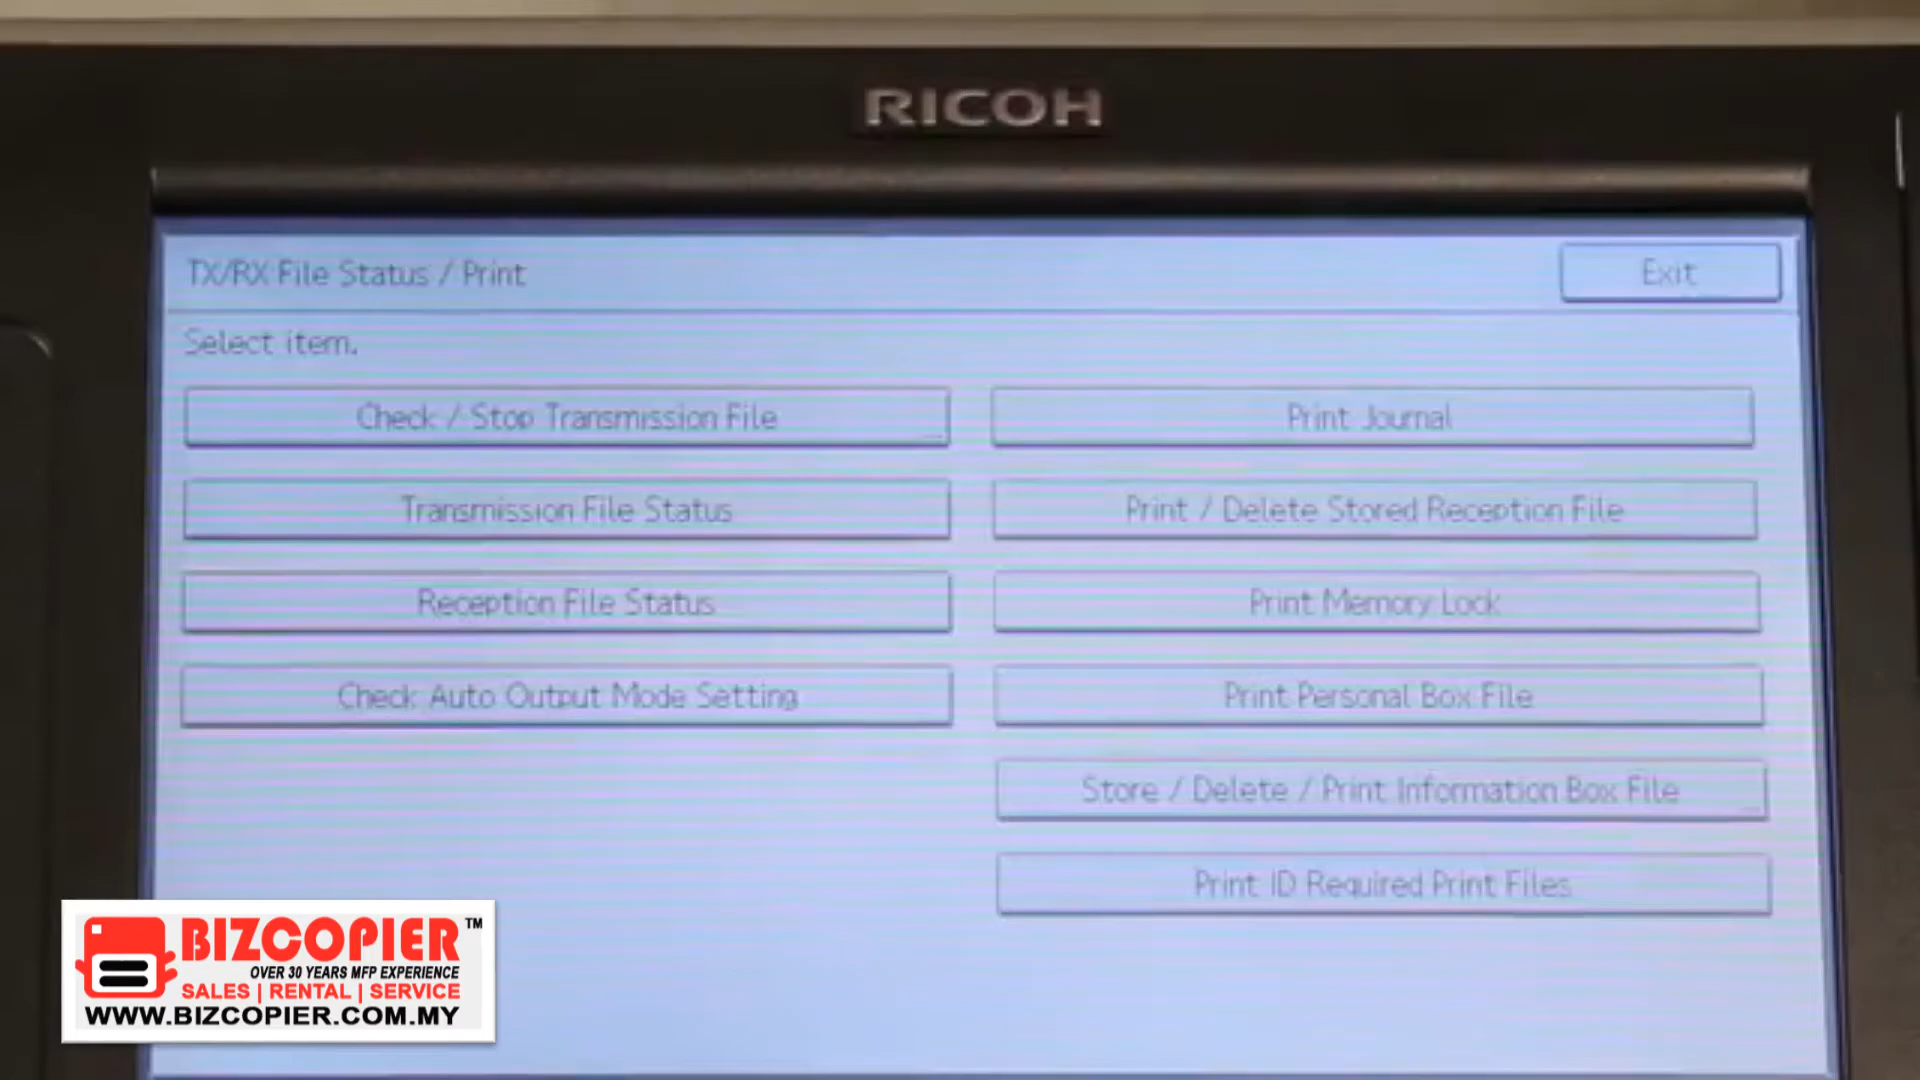 RICOH
TX/RX File Status / Print
Exit
Select item.
Check / Stop Transmission File
Print Journal
Transmission File Status
Print / Delete Stored Reception File
Reception File Status
Print Memory Lock
Check Auto Output Mode Setting
Print Personal Box File
Store / Delete / Print Information Box File
Print ID Required Print Files
BIZCOPIER™
OVER 30 YEARS MFP EXPERIENCE
SALES | RENTAL | SERVICE
WWW.BIZCOPIER.COM.MY